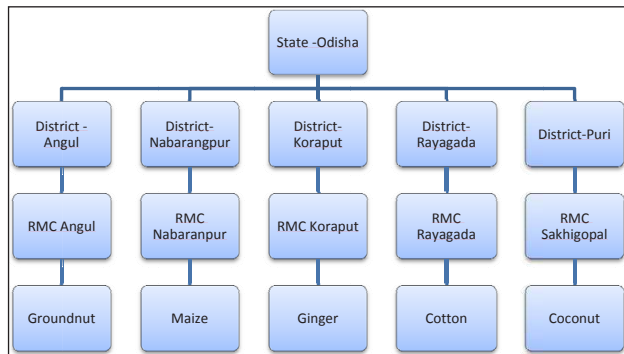 State -Odisha
District -
Angul
District-
Nabarangpur
District-
Koraput
District-
Rayagada
District-Puri
RMC Angul
RMC
Nabaranpur
RMC Koraput
RMC
Rayagada
RMC
Sakhigopal
Groundnut
Maize
Ginger
Cotton
Coconut